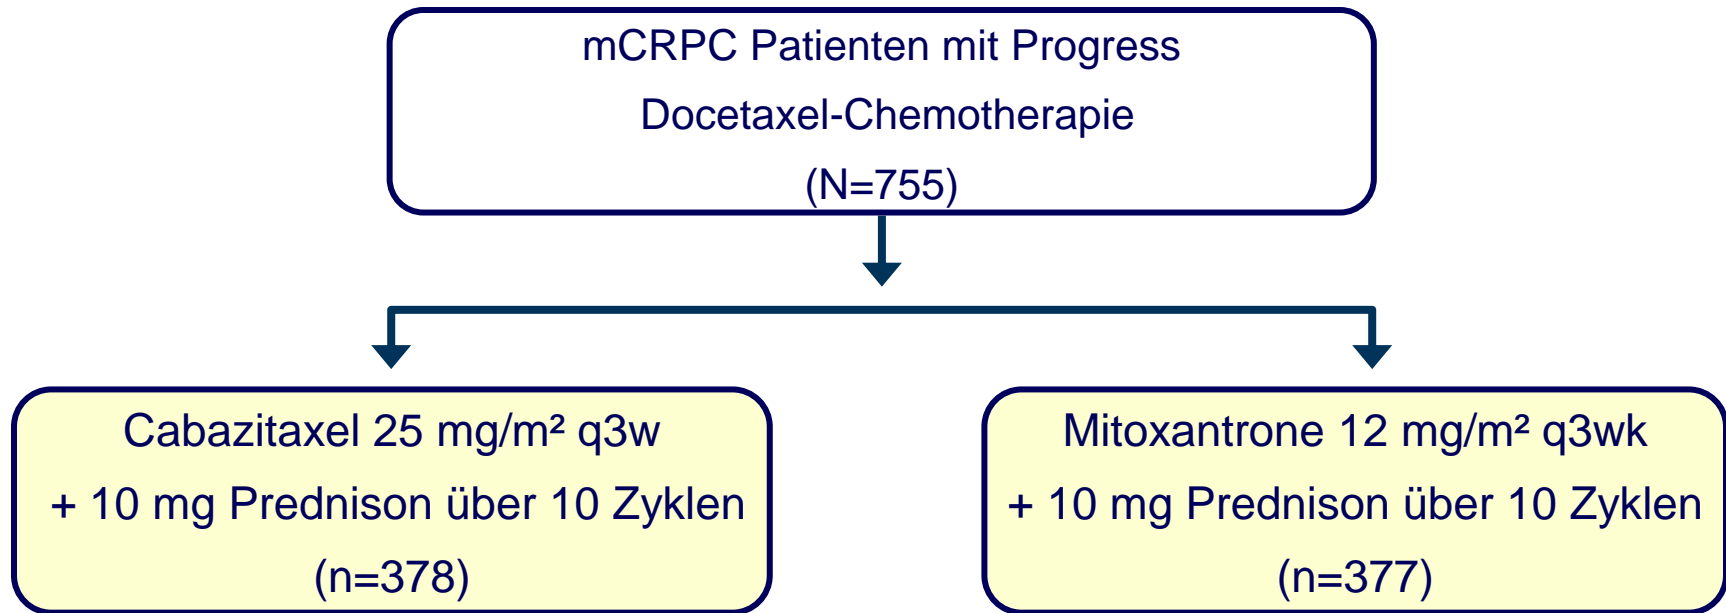 mCRPC Patienten mit Progress
Docetaxel-Chemotherapie
(N=755)
Cabazitaxel 25 mg/m² q3w
+ 10 mg Prednison über 10 Zyklen
(n=378)
Mitoxantrone 12 mg/m² q3wk
+ 10 mg Prednison über 10 Zyklen
(n=377)